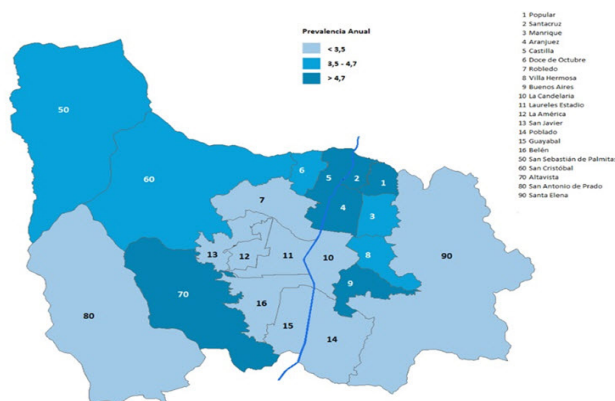 Prevalencia Anual
< 3,5
3,5 - 4,7
> 4,7
1 Popular
2 Santacruz
3 Manrique
4 Aranjuez
5 Castilla
6 Doce de Octubre
7 Robledo
8 Villa Hermosa
9 Buenos Aires
10 La Candelaria
11 Laureles Estadio
12 La América
13 San Javier
14 Poblado
15 Guayabal
16 Belén
50 San Sebastián de Palmitas
60 San Cristóbal
70 Altavista
80 San Antonio de Prado
90 Santa Elena
50
60
6
5
2
1
7
4
3
13
12
11
10
8
90
70
9
16
80
15
14